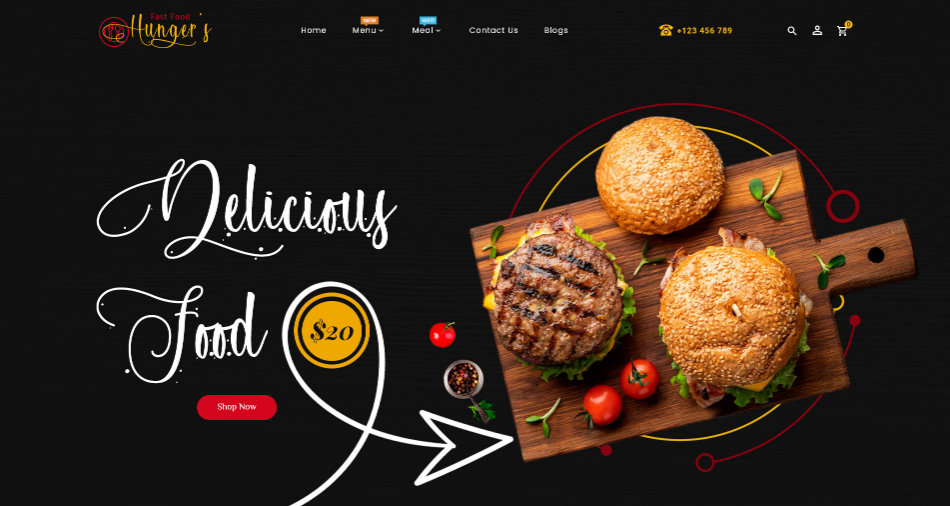 Fast Food
Hunger's
NEW
HOT
Home
Menu
Meal
Contact Us
Blogs
+123 456 789
0
Delicious
Food
$20
Shop Now